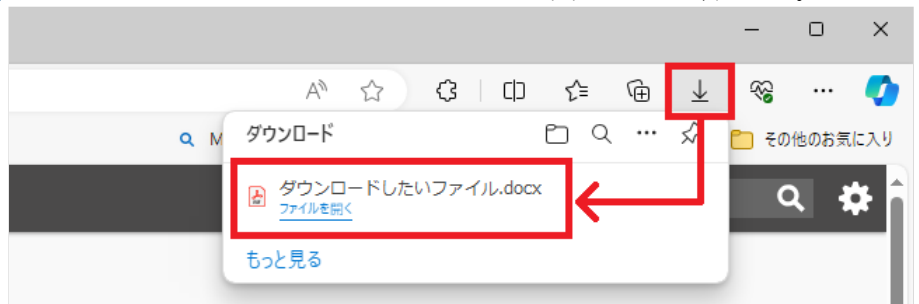 M
その他のお気に入り
ダウンロード
ダウンロードしたいファイル.docx
ファイルを開く
もっと見る